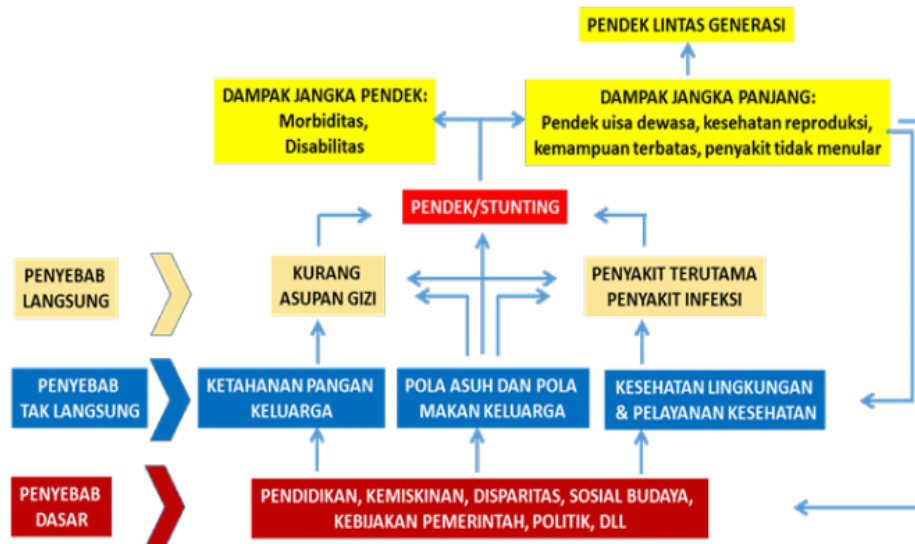 PENDEK LINTAS GENERASI
DAMPAK JANGKA PENDEK:
Morbiditas,
Disabilitas
DAMPAK JANGKA PANJANG:
Pendek uisa dewasa, kesehatan reproduksi,
kemampuan terbatas, penyakit tidak menular
PENDEK/STUNTING
PENYEBAB
LANGSUNG
KURANG
ASUPAN GIZI
PENYAKIT TERUTAMA
PENYAKIT INFEKSI
PENYEBAB
TAK LANGSUNG
KETAHANAN PANGAN
KELUARGA
POLA ASUH DAN POLA
MAKAN KELUARGA
KESEHATAN LINGKUNGAN
& PELAYANAN KESEHATAN
PENYEBAB
DASAR
PENDIDIKAN, KEMISKINAN, DISPARITAS, SOSIAL BUDAYA,
KEBIJAKAN PEMERINTAH, POLITIK, DLL